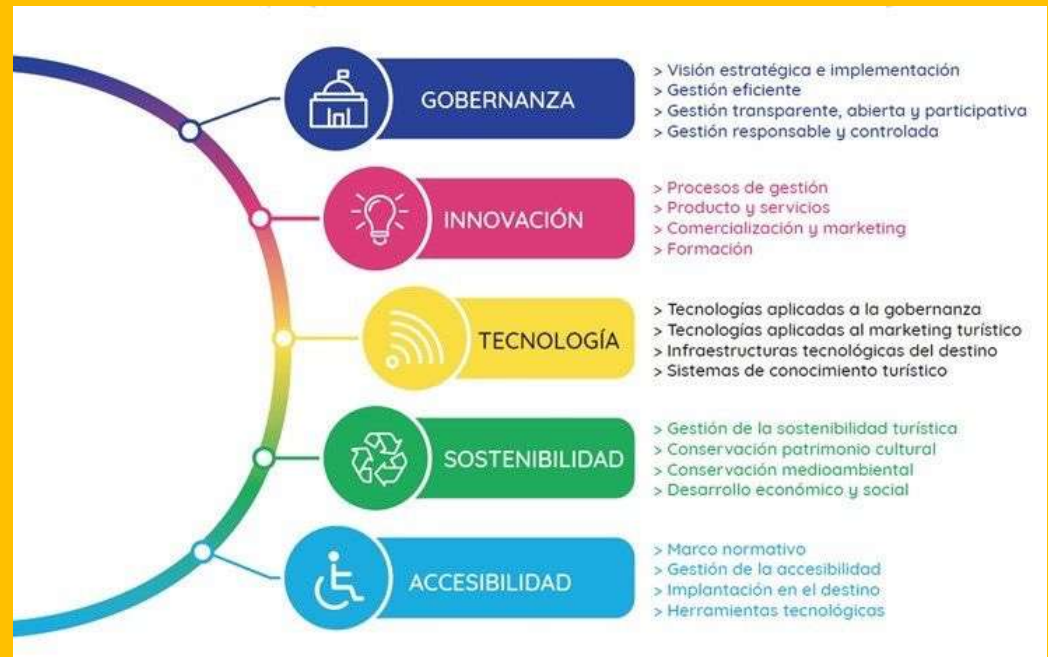 GOBERNANZA
> Visión estratégica e implementación
> Gestión eficiente
> Gestión transparente, abierta y participativa
> Gestión responsable y controlada
INNOVACIÓN
> Procesos de gestión
> Producto y servicios
> Comercialización y marketing
> Formación
TECNOLOGÍA
> Tecnologías aplicadas a la gobernanza
> Tecnologías aplicadas al marketing turístico
> Infraestructuras tecnológicas del destino
> Sistemas de conocimiento turístico
SOSTENIBILIDAD
> Gestión de la sostenibilidad turística
> Conservación patrimonio cultural
> Conservación medioambiental
> Desarrollo económico y social
ACCESIBILIDAD
> Marco normativo
> Gestión de la accesibilidad
> Implantación en el destino
> Herramientas tecnológicas